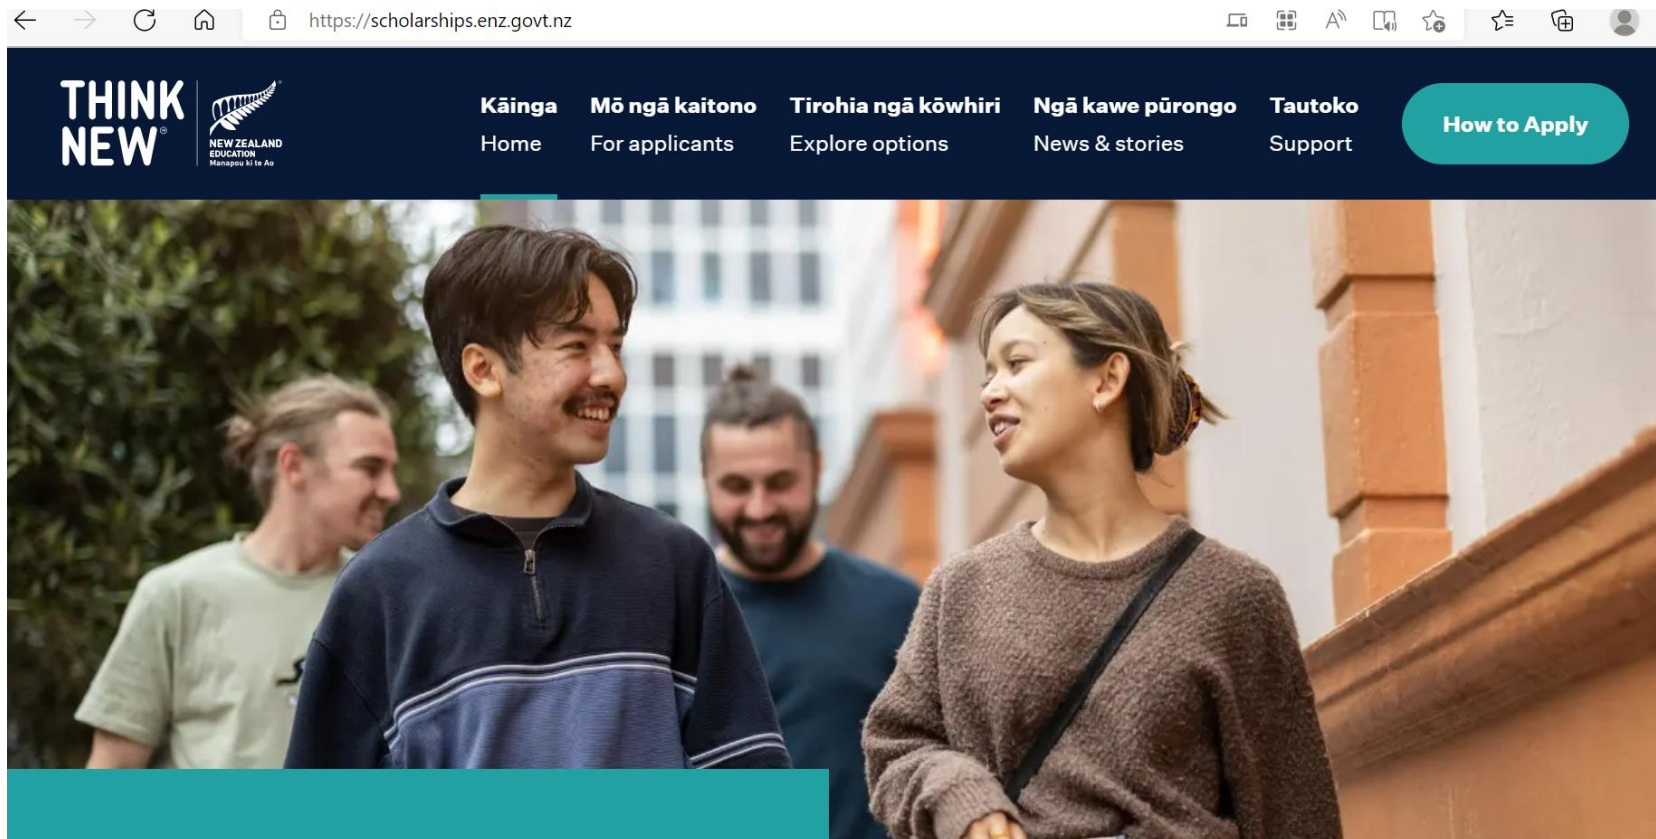 https://scholarships.enz.govt.nz
THINK
NEW®
NEW ZEALAND
EDUCATION
Manapou ki te Ao
Kāinga
Home
Mō ngā kaitono
For applicants
Tirohia ngā kōwhiri
Explore options
Ngā kawe pūrongo
News & stories
Tautoko
Support
How to Apply